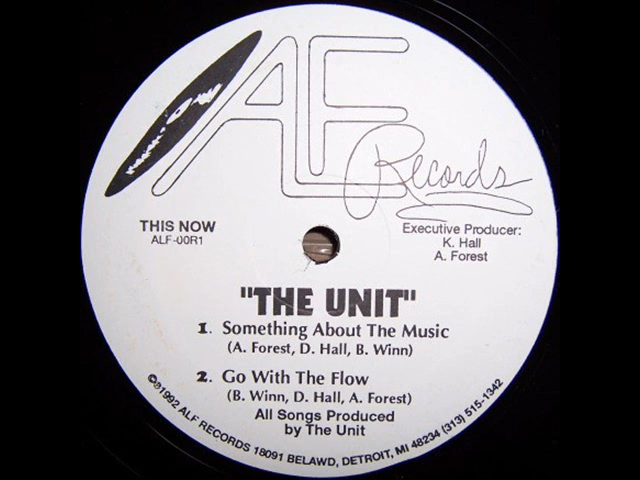 ALF
Records
THIS NOW
ALF-00R1
Executive Producer:
K. Hall
A. Forest
"THE UNIT"
1. Something About The Music
(A. Forest, D. Hall, B. Winn)
2. Go With The Flow
(B. Winn, D. Hall, A. Forest)
All Songs Produced
by The Unit
℗©1992 ALF RECORDS 18091 BELAWD, DETROIT, MI 48234 (313) 515-1342